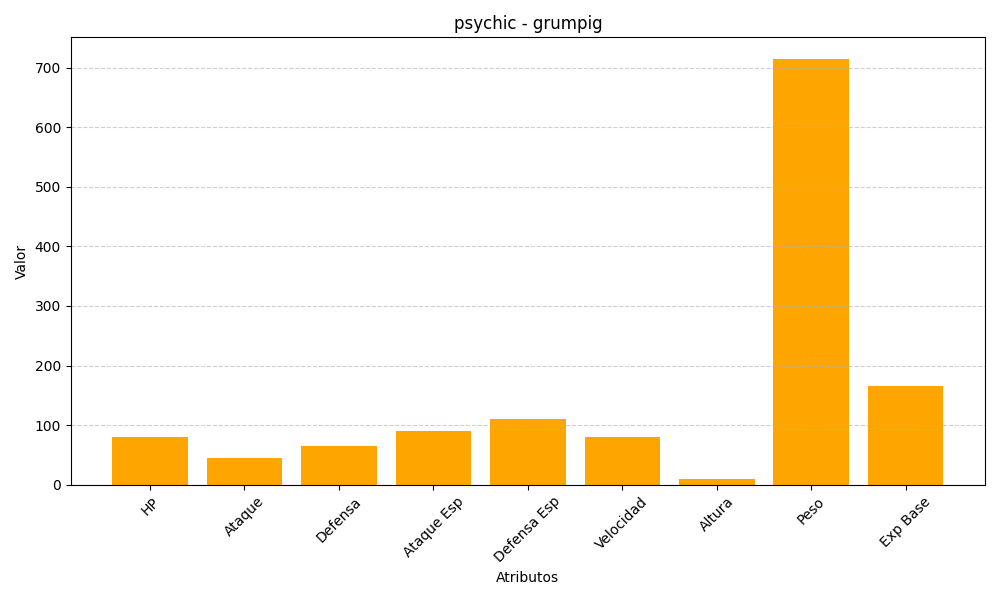 psychic - grumpig
Valor
700
600
500
400
300
200
100
0
HP
Ataque
Defensa
Ataque Esp
Defensa Esp
Velocidad
Altura
Peso
Exp Base
Atributos